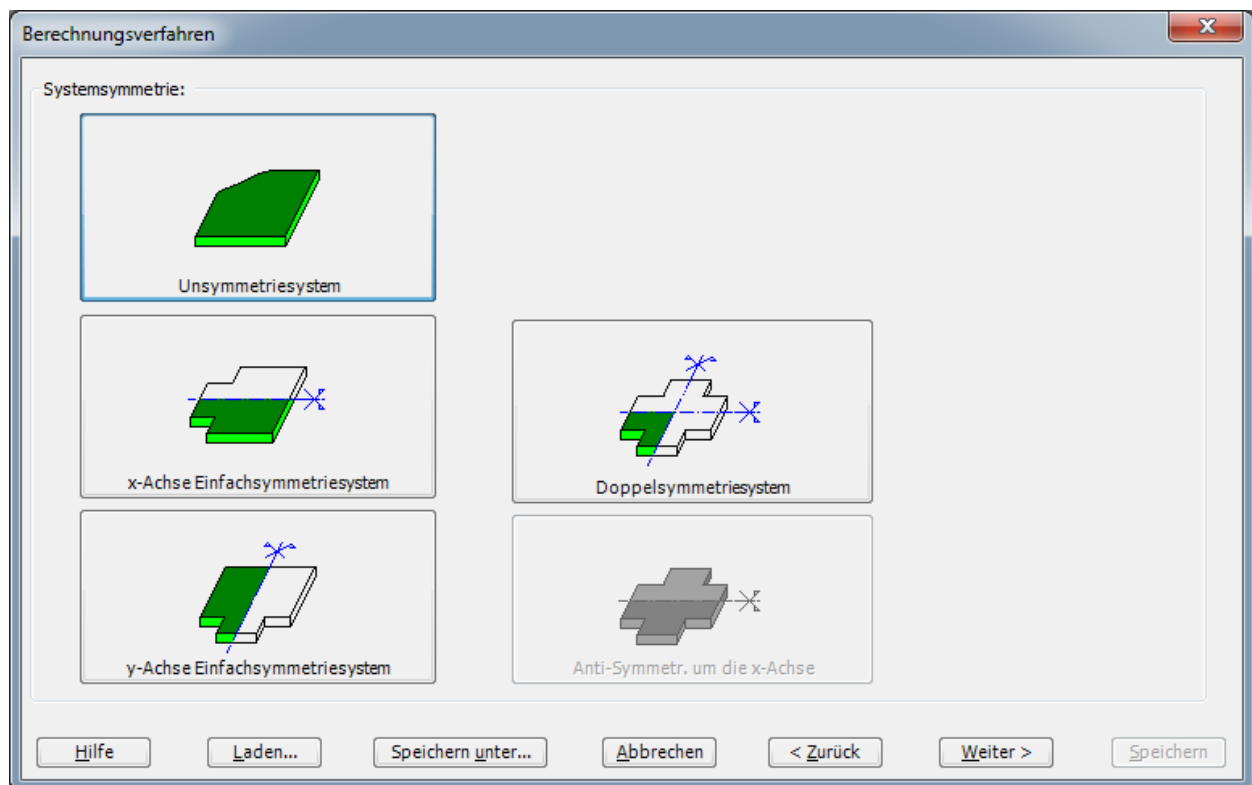 Berechnungsverfahren
Systemsymmetrie:
Unsymmetriesystem
x-Achse Einfachsymmetriesystem
Doppelsymmetriesystem
y-Achse Einfachsymmetriesystem
Anti-Symmetr. um die x-Achse
Hilfe
Laden...
Speichern unter...
Abbrechen
< Zurück
Weiter >
Speichern